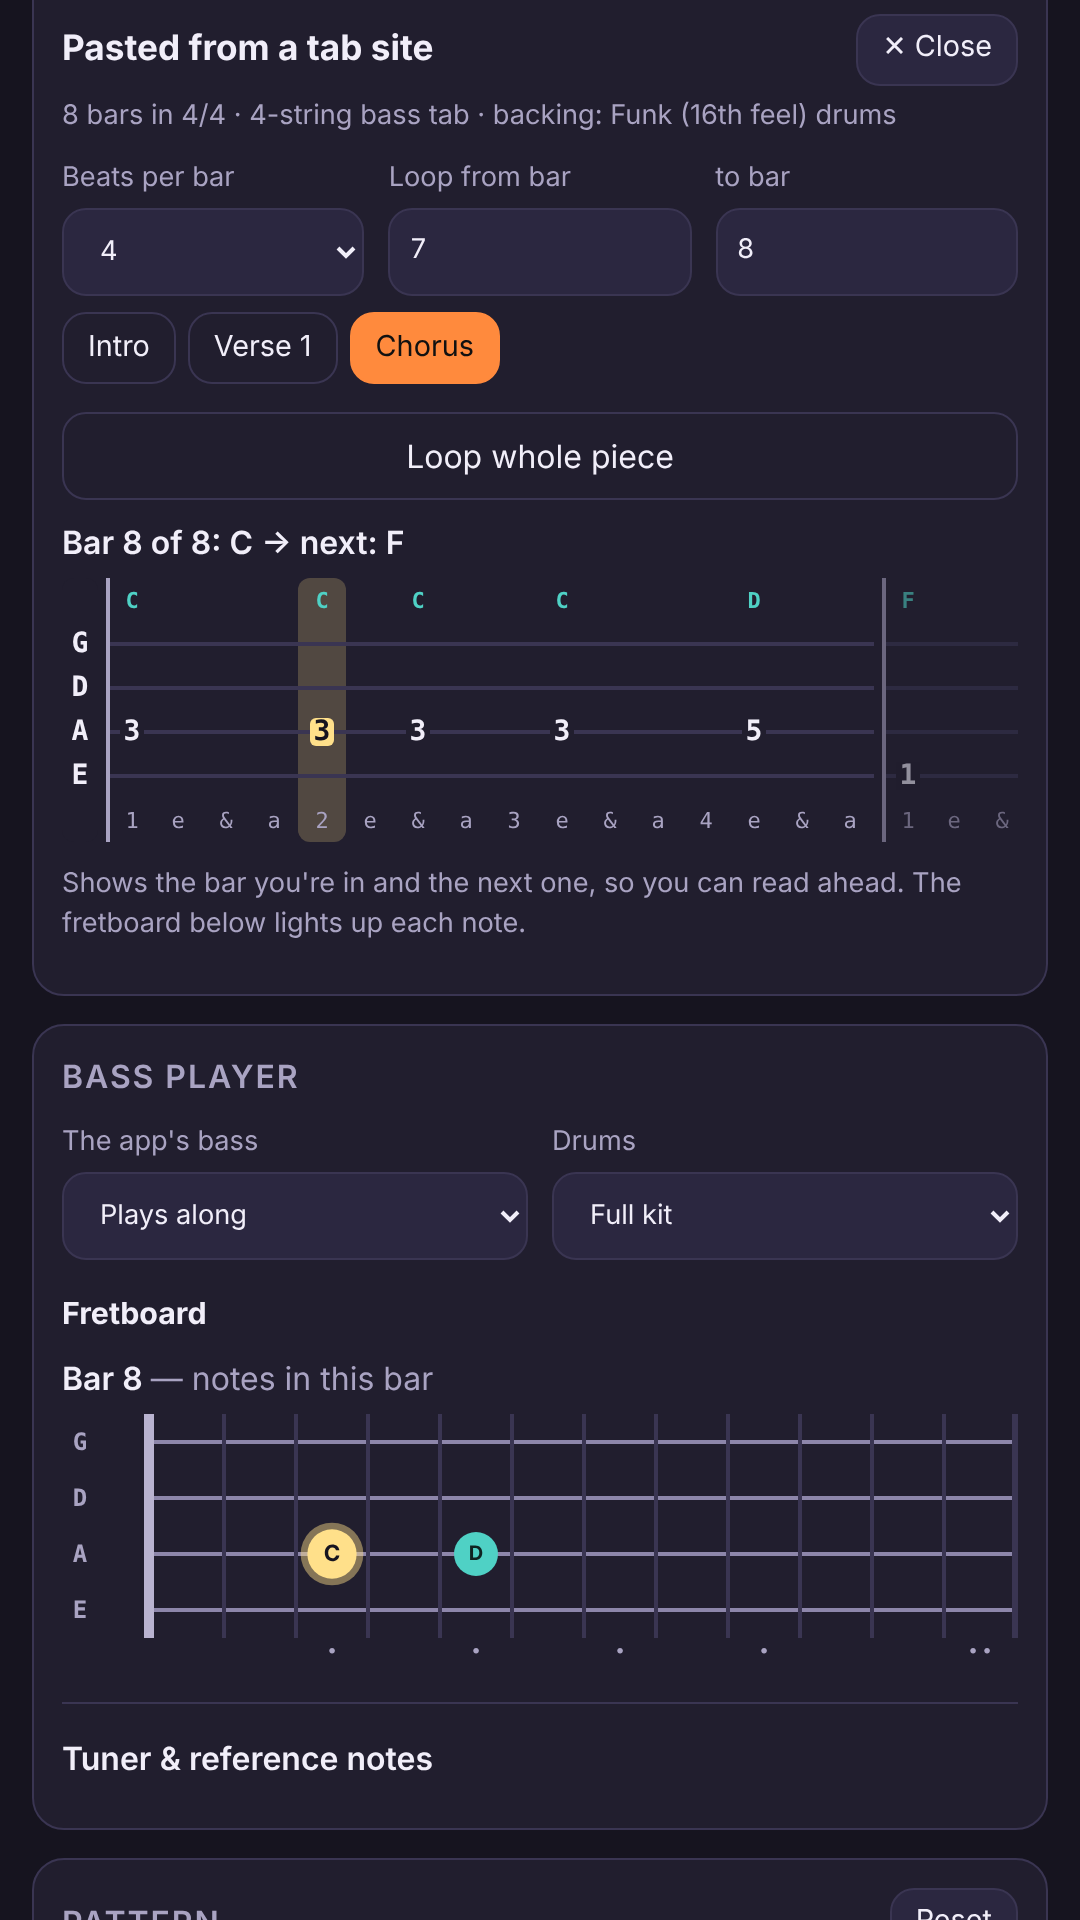 Pasted from a tab site
✕ Close
8 bars in 4/4 · 4-string bass tab · backing: Funk (16th feel) drums
Beats per bar Loop from bar to bar
4 7 8
Intro Verse 1 Chorus
Loop whole piece
Bar 8 of 8: C → next: F
C C C C D F
G
D
A 3 3 3 3 5
E 1
1 e & a 2 e & a 3 e & a 4 e & a 1 e &
Shows the bar you're in and the next one, so you can read ahead. The
fretboard below lights up each note.
BASS PLAYER
The app's bass Drums
Plays along Full kit
Fretboard
Bar 8 — notes in this bar
G
D
A C D
E
Tuner & reference notes
PATTERN Reset